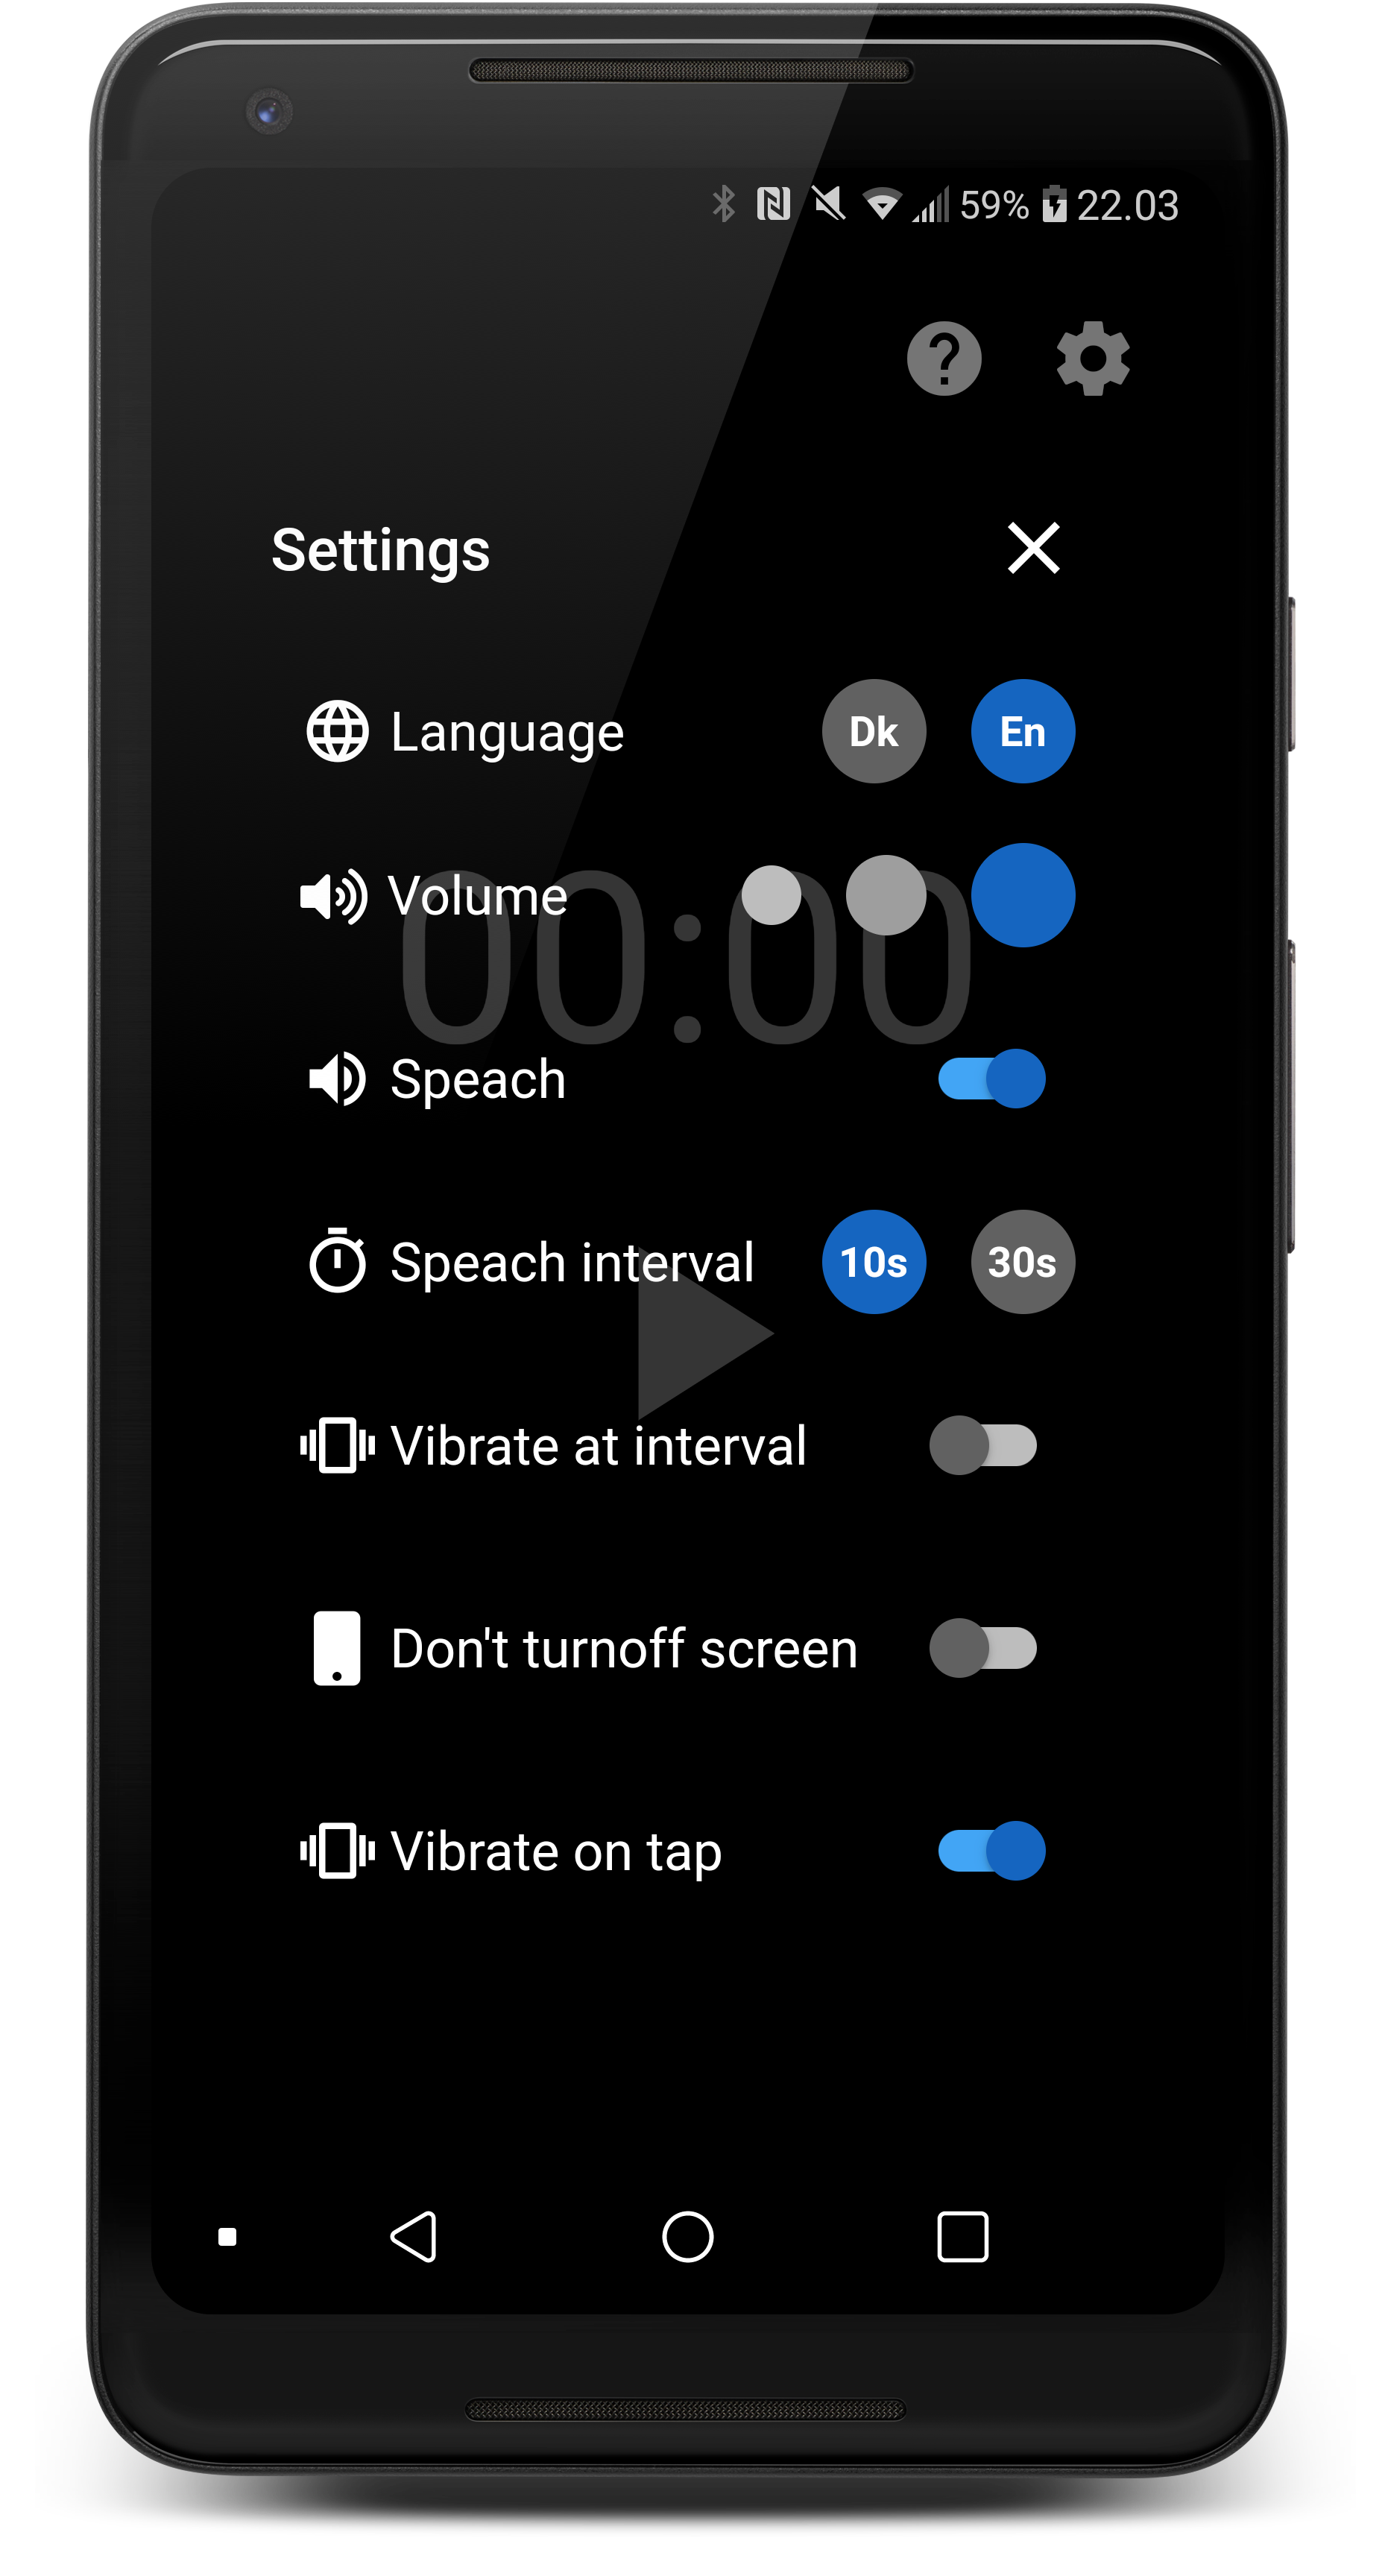 59% 22.03
Settings
Language Dk En
Volume
00:00
Speach
Speach interval 10s 30s
Vibrate at interval
Don't turnoff screen
Vibrate on tap